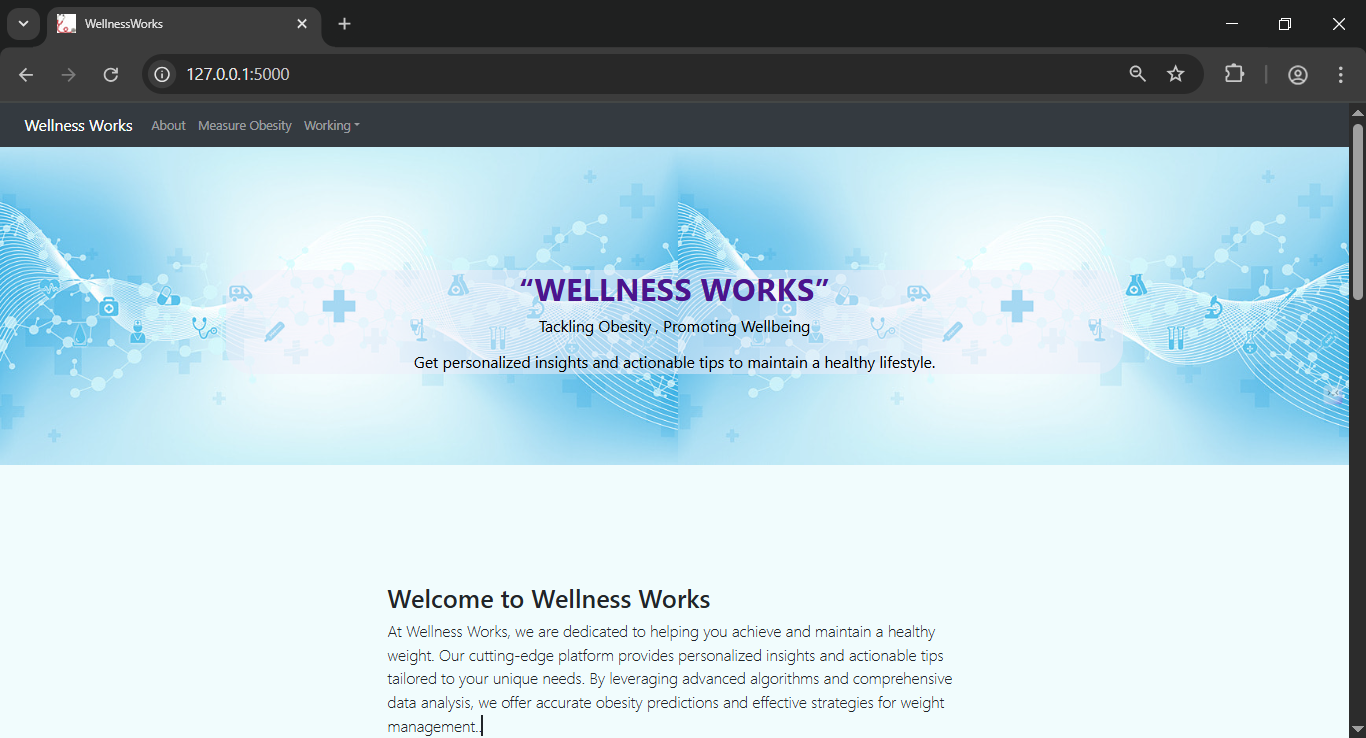 WellnessWorks
127.0.0.1:5000
Wellness Works About Measure Obesity Working
“WELLNESS WORKS”
Tackling Obesity , Promoting Wellbeing
Get personalized insights and actionable tips to maintain a healthy lifestyle.
Welcome to Wellness Works
At Wellness Works, we are dedicated to helping you achieve and maintain a healthy
weight. Our cutting-edge platform provides personalized insights and actionable tips
tailored to your unique needs. By leveraging advanced algorithms and comprehensive
data analysis, we offer accurate obesity predictions and effective strategies for weight
management.